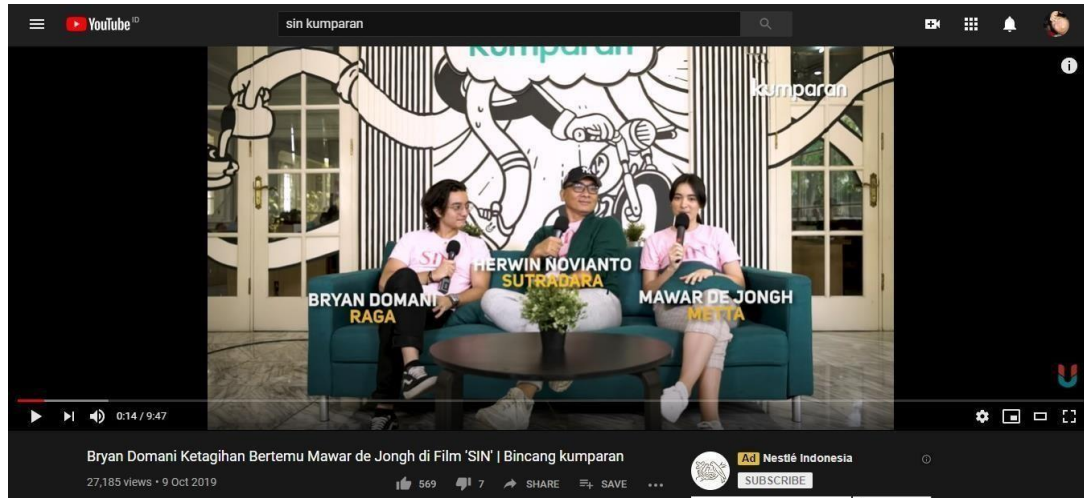 YouTube ID
sin kumparan
kumparan
kumparan
SIN
HERWIN NOVIANTO
SUTRADARA
BRYAN DOMANI
RAGA
MAWAR DE JONGH
METTA
0:14 / 9:47
Bryan Domani Ketagihan Bertemu Mawar de Jongh di Film 'SIN' | Bincang kumparan
27,185 views • 9 Oct 2019
569
7
SHARE
SAVE
Ad Nestlé Indonesia
SUBSCRIBE